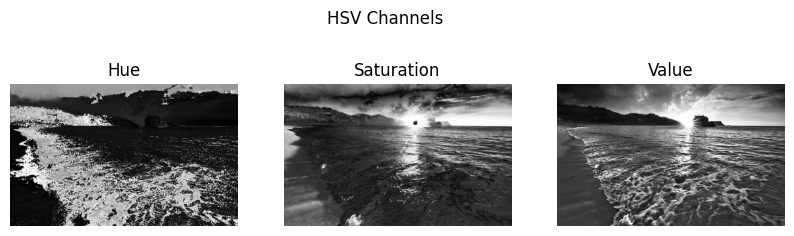 HSV Channels
Hue
Saturation
Value